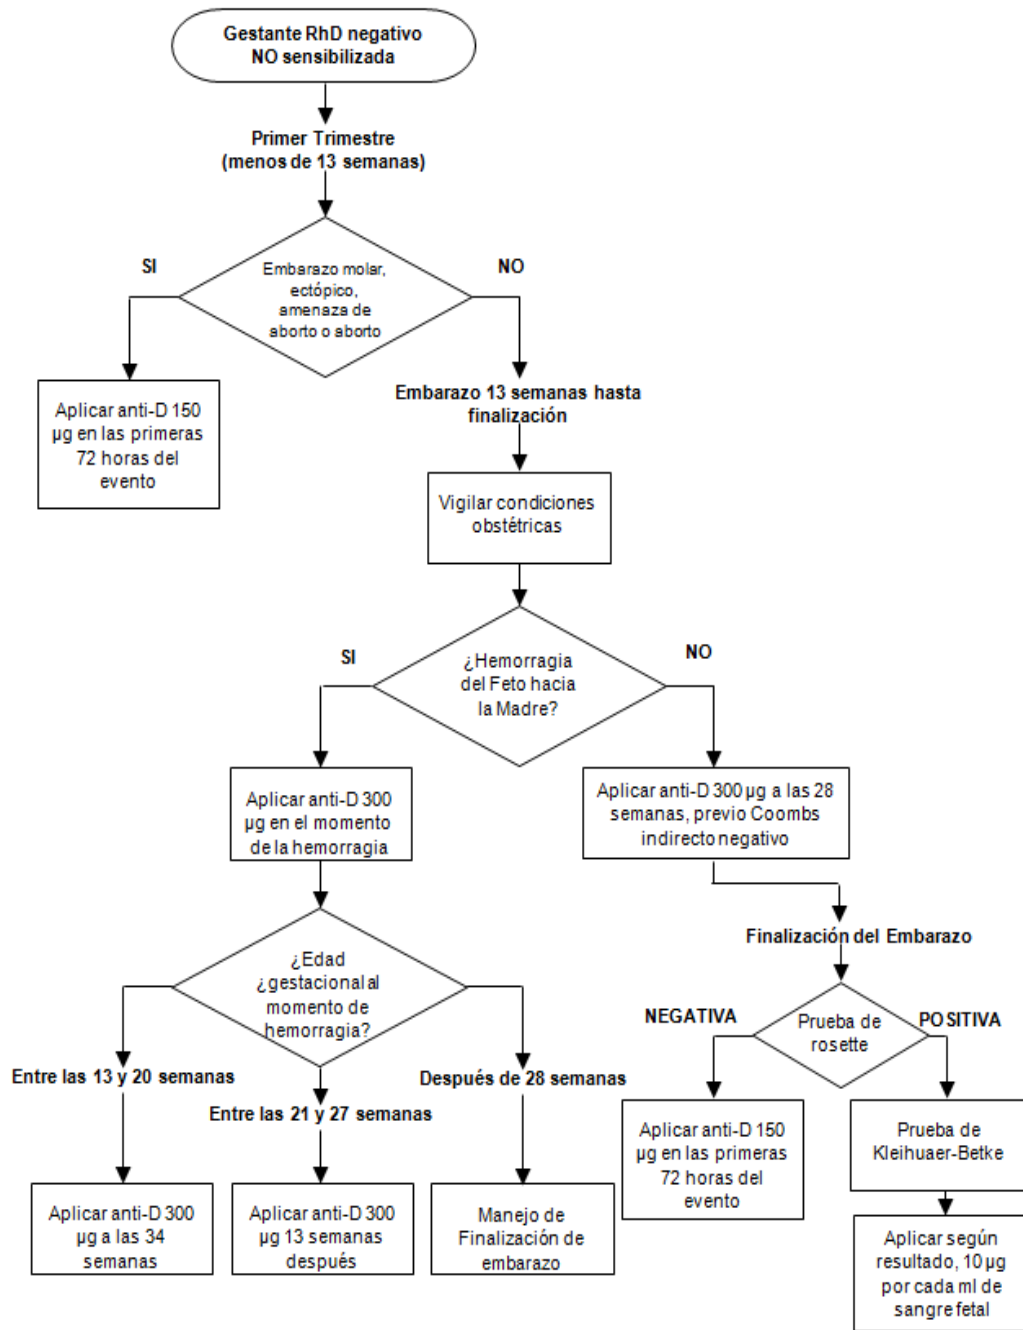 Gestante RhD negativo
NO sensibilizada
Primer Trimestre
(menos de 13 semanas)
SI
NO
Embarazo molar,
ectópico,
amenaza de
aborto o aborto
Aplicar anti-D 150
µg en las primeras
72 horas del
evento
Embarazo 13 semanas hasta
finalización
Vigilar condiciones
obstétricas
SI
NO
¿Hemorragia
del Feto hacia
la Madre?
Aplicar anti-D 300
µg en el momento
de la hemorragia
Aplicar anti-D 300 µg a las 28
semanas, previo Coombs
indirecto negativo
¿Edad
¿gestacional al
momento de
hemorragia?
Finalización del Embarazo
NEGATIVA
POSITIVA
Prueba de
rosette
Entre las 13 y 20 semanas
Entre las 21 y 27 semanas
Después de 28 semanas
Aplicar anti-D 150
µg en las primeras
72 horas del
evento
Prueba de
Kleihuaer-Betke
Aplicar anti-D 300
µg a las 34
semanas
Aplicar anti-D 300
µg 13 semanas
después
Manejo de
Finalización de
embarazo
Aplicar según
resultado, 10 µg
por cada ml de
sangre fetal